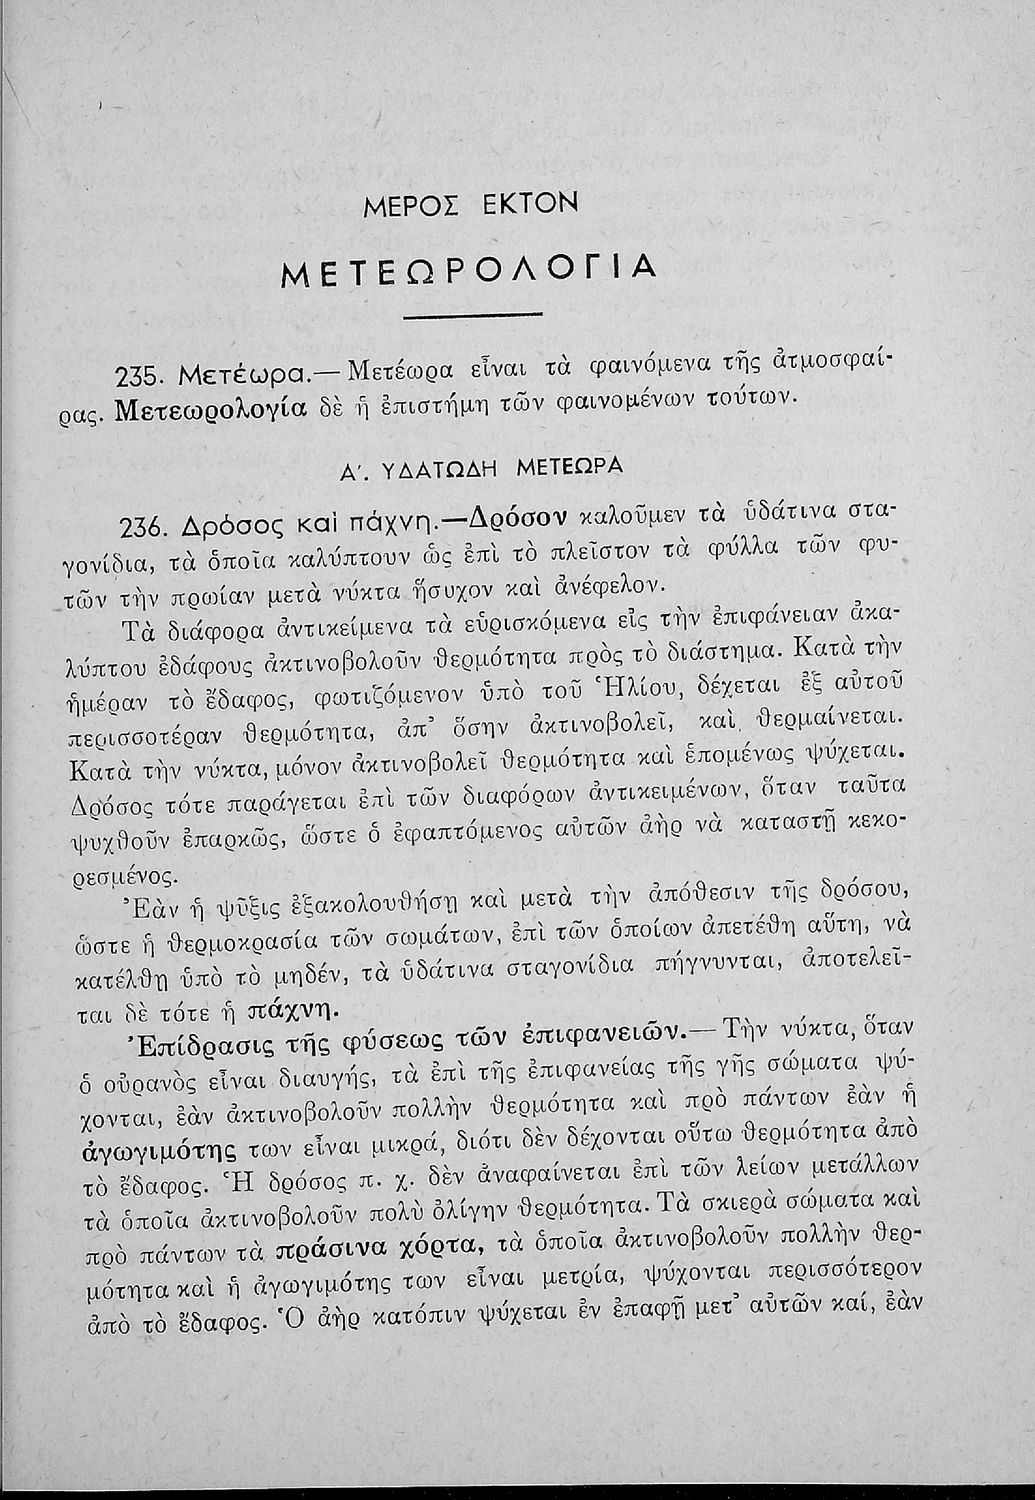 ΜΕΡΟΣ ΕΚΤΟΝ
ΜΕΤΕΩΡΟΛΟΓΙΑ
235. Μετέωρα.— Μετέωρα εἶναι τὰ φαινόμενα τῆς ἀτμοσφαί-
ρας. Μετεωρολογία δὲ ἡ ἐπιστήμη τῶν φαινομένων τούτων.
Α΄. ΥΔΑΤΩΔΗ ΜΕΤΕΩΡΑ
236. Δρόσος καὶ πάχνη.—Δρόσον καλοῦμεν τὰ ὑδάτινα στα-
γονίδια, τὰ ὁποῖα καλύπτουν ὡς ἐπὶ τὸ πλεῖστον τὰ φύλλα τῶν φυ-
τῶν τὴν πρωίαν μετὰ νύκτα ἥσυχον καὶ ἀνέφελον.
Τὰ διάφορα ἀντικείμενα τὰ εὑρισκόμενα εἰς τὴν ἐπιφάνειαν ἀκα-
λύπτου ἐδάφους ἀκτινοβολοῦν θερμότητα πρὸς τὸ διάστημα. Κατὰ τὴν
ἡμέραν τὸ ἔδαφος, φωτιζόμενον ὑπὸ τοῦ Ἡλίου, δέχεται ἐξ αὐτοῦ
περισσοτέραν θερμότητα, ἀπ᾽ ὅσην ἀκτινοβολεῖ, καὶ θερμαίνεται.
Κατὰ τὴν νύκτα, μόνον ἀκτινοβολεῖ θερμότητα καὶ ἑπομένως ψύχεται.
Δρόσος τότε παράγεται ἐπὶ τῶν διαφόρων ἀντικειμένων, ὅταν ταῦτα
ψυχθοῦν ἐπαρκῶς, ὥστε ὁ ἐφαπτόμενος αὐτῶν ἀὴρ νὰ καταστῇ κεκο-
ρεσμένος.
Ἐὰν ἡ ψῦξις ἐξακολουθήσῃ καὶ μετὰ τὴν ἀπόθεσιν τῆς δρόσου,
ὥστε ἡ θερμοκρασία τῶν σωμάτων, ἐπὶ τῶν ὁποίων ἀπετέθη αὕτη, νὰ
κατέλθῃ ὑπὸ τὸ μηδέν, τὰ ὑδάτινα σταγονίδια πήγνυνται, ἀποτελεῖ-
ται δὲ τότε ἡ πάχνη.
Ἐπίδρασις τῆς φύσεως τῶν ἐπιφανειῶν.— Τὴν νύκτα, ὅταν
ὁ οὐρανὸς εἶναι διαυγής, τὰ ἐπὶ τῆς ἐπιφανείας τῆς γῆς σώματα ψύ-
χονται, ἐὰν ἀκτινοβολοῦν πολλὴν θερμότητα καὶ πρὸ πάντων ἐὰν ἡ
ἀγωγιμότης των εἶναι μικρά, διότι δὲν δέχονται οὕτω θερμότητα ἀπὸ
τὸ ἔδαφος. Ἡ δρόσος π. χ. δὲν ἀναφαίνεται ἐπὶ τῶν λείων μετάλλων
τὰ ὁποῖα ἀκτινοβολοῦν πολὺ ὀλίγην θερμότητα. Τὰ σκιερὰ σώματα καὶ
πρὸ πάντων τὰ πράσινα χόρτα, τὰ ὁποῖα ἀκτινοβολοῦν πολλὴν θερ-
μότητα καὶ ἡ ἀγωγιμότης των εἶναι μετρία, ψύχονται περισσότερον
ἀπὸ τὸ ἔδαφος. Ὁ ἀὴρ κατόπιν ψύχεται ἐν ἐπαφῇ μετ᾽ αὐτῶν καί, ἐὰν